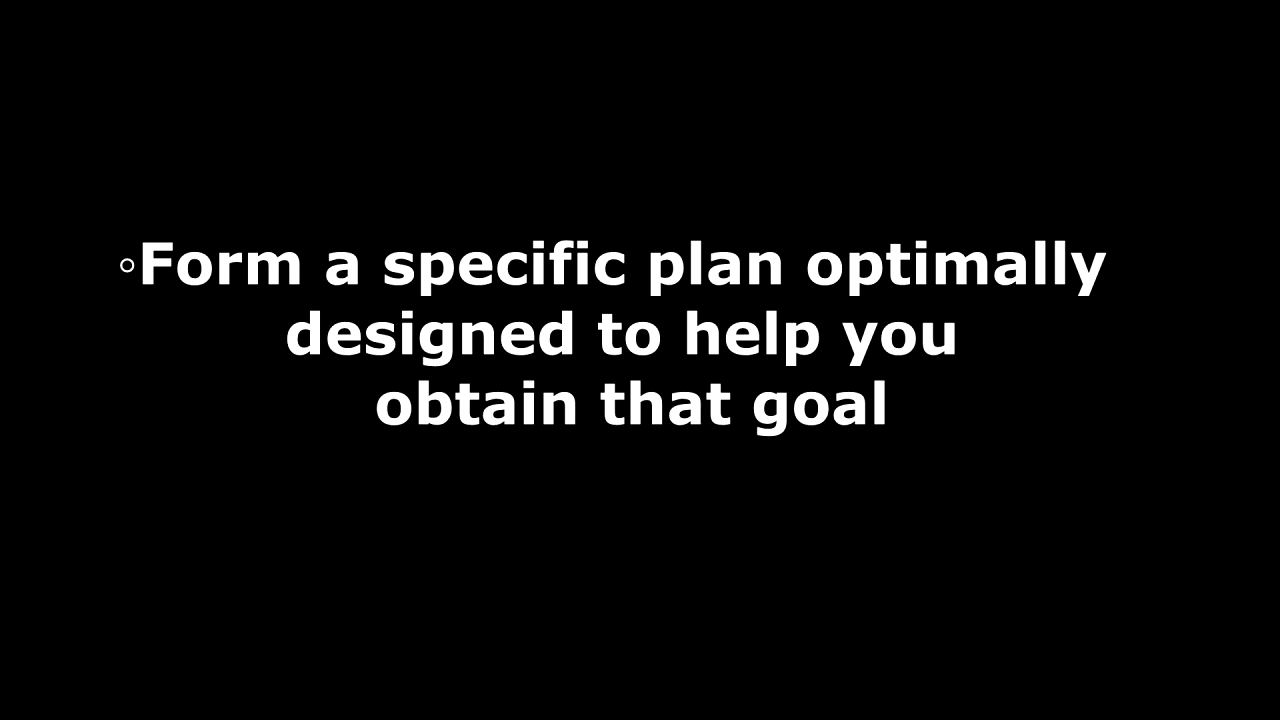 ◦Form a specific plan optimally
designed to help you
obtain that goal